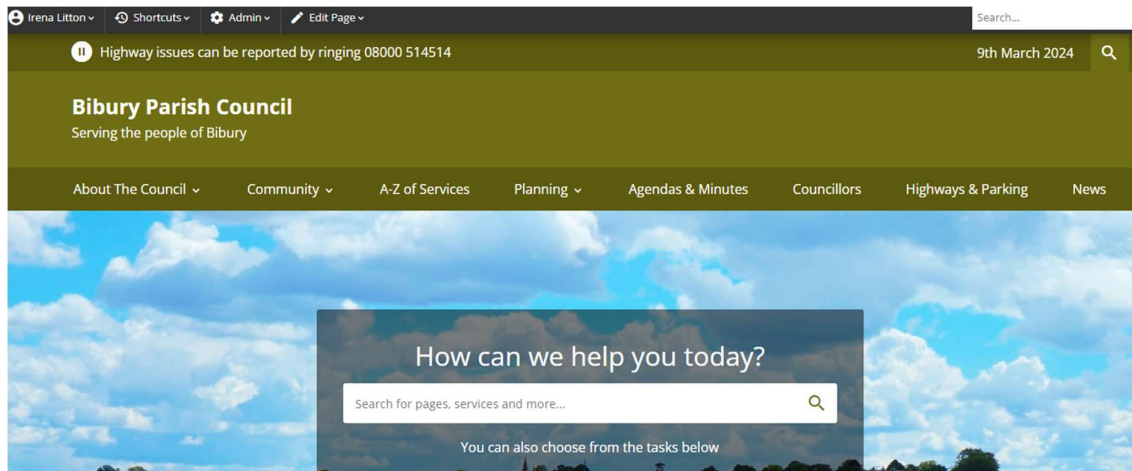 Irena Litton Shortcuts Admin Edit Page Search...
Highway issues can be reported by ringing 08000 514514 9th March 2024
Bibury Parish Council
Serving the people of Bibury
About The Council Community A-Z of Services Planning Agendas & Minutes Councillors Highways & Parking News
How can we help you today?
Search for pages, services and more...
You can also choose from the tasks below